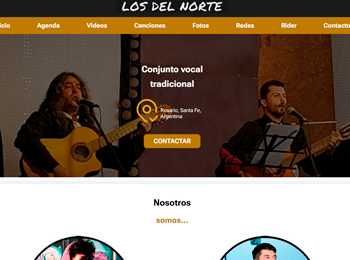 LOS DEL NORTE
icio Agenda Videos Canciones Fotos Redes Rider Contacto
Conjunto vocal
tradicional
Rosario, Santa Fe,
Argentina
CONTACTAR
Nosotros
somos...